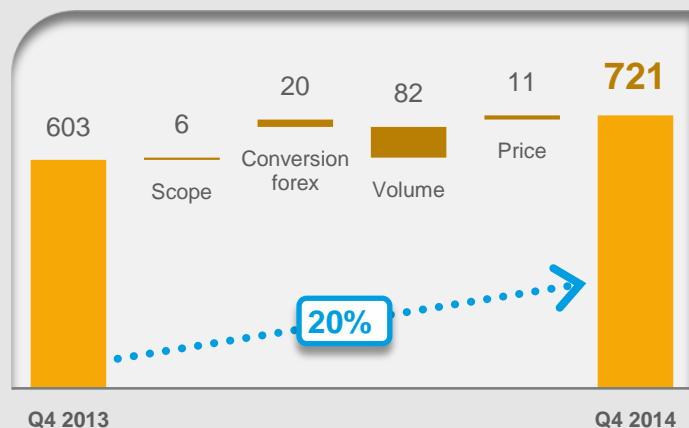 603
6
Scope
20
Conversion
forex
82
Volume
11
Price
721
20%
Q4 2013
Q4 2014